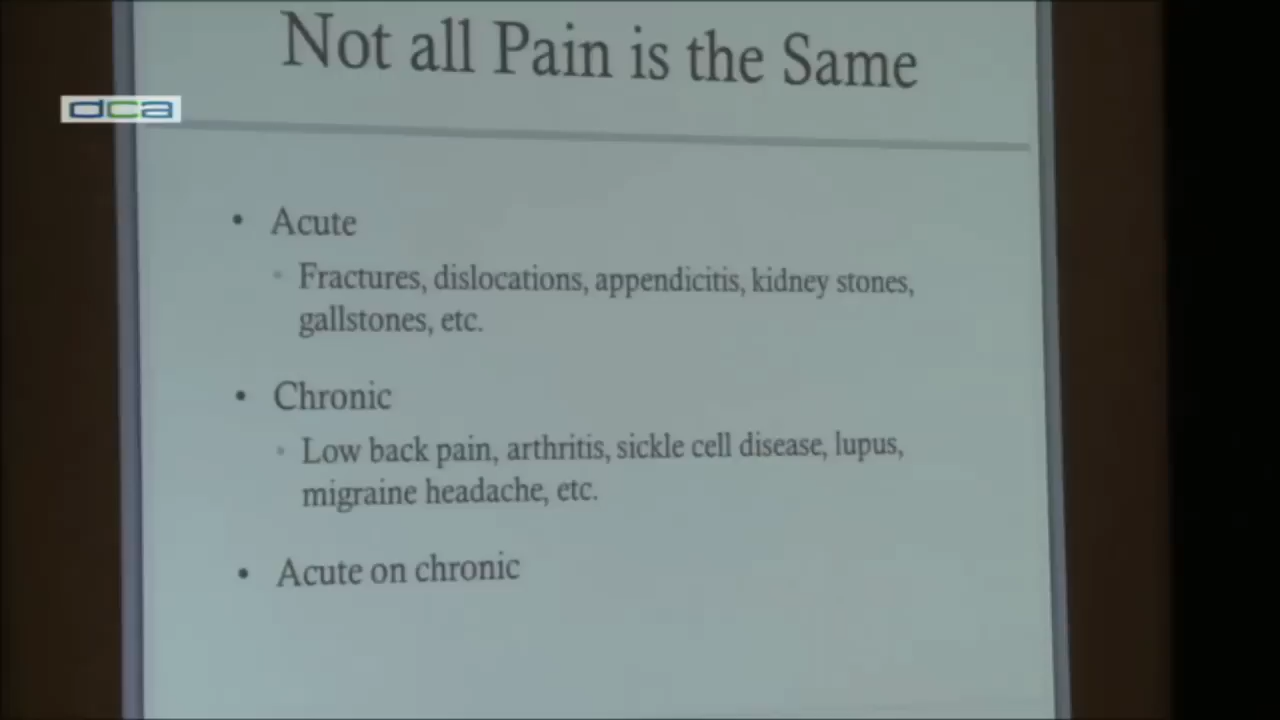 Not all Pain is the Same
dca
• Acute
◦ Fractures, dislocations, appendicitis, kidney stones,
gallstones, etc.
• Chronic
◦ Low back pain, arthritis, sickle cell disease, lupus,
migraine headache, etc.
• Acute on chronic